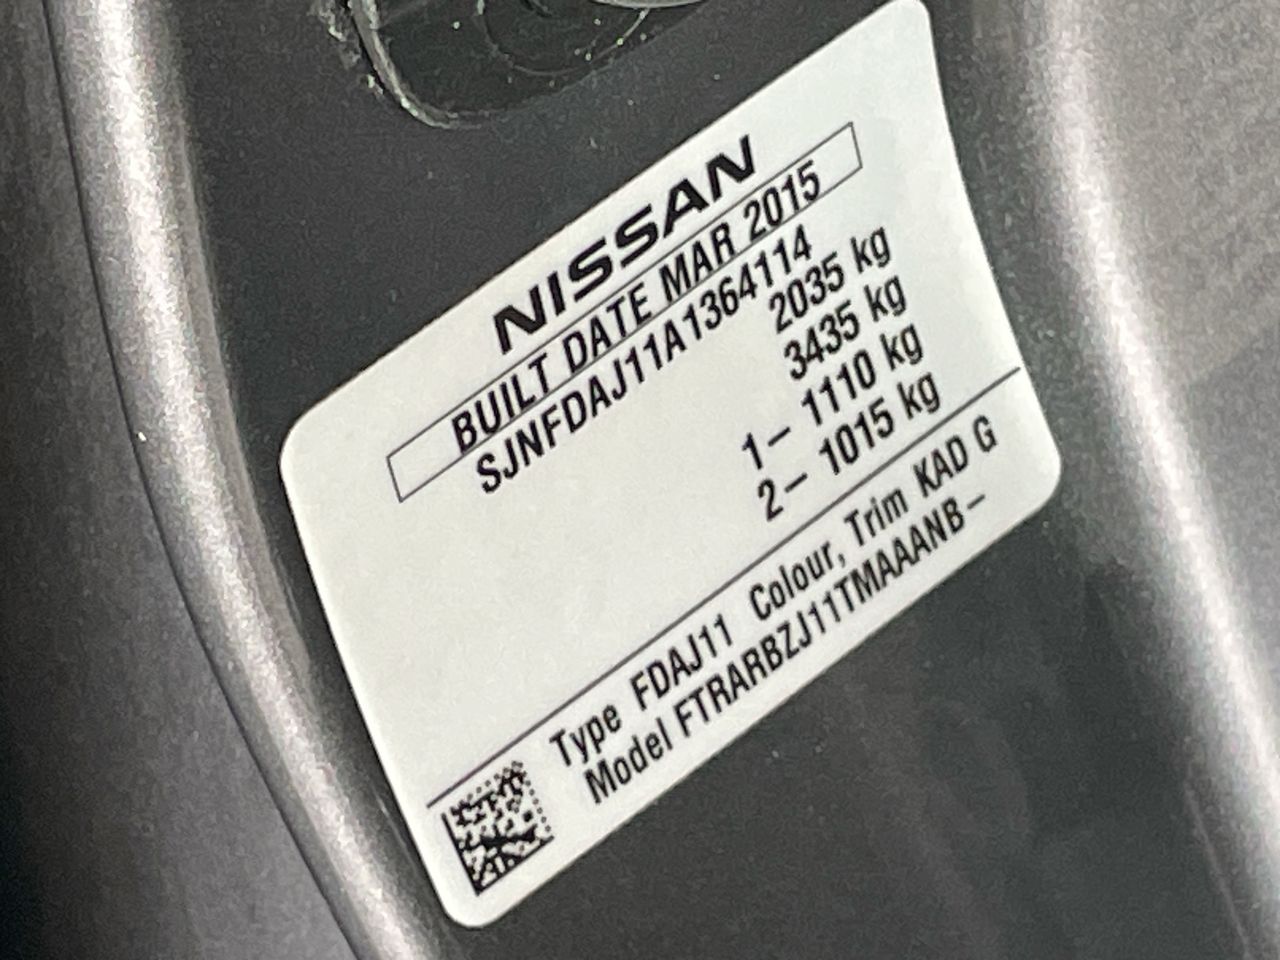 NISSAN
BUILT DATE MAR 2015
SJNFDAJ11A1364114
2035 kg
3435 kg
1– 1110 kg
2– 1015 kg
Type FDAJ11 Colour, Trim KAD G
Model FTRARBZJ11TMAAANB–